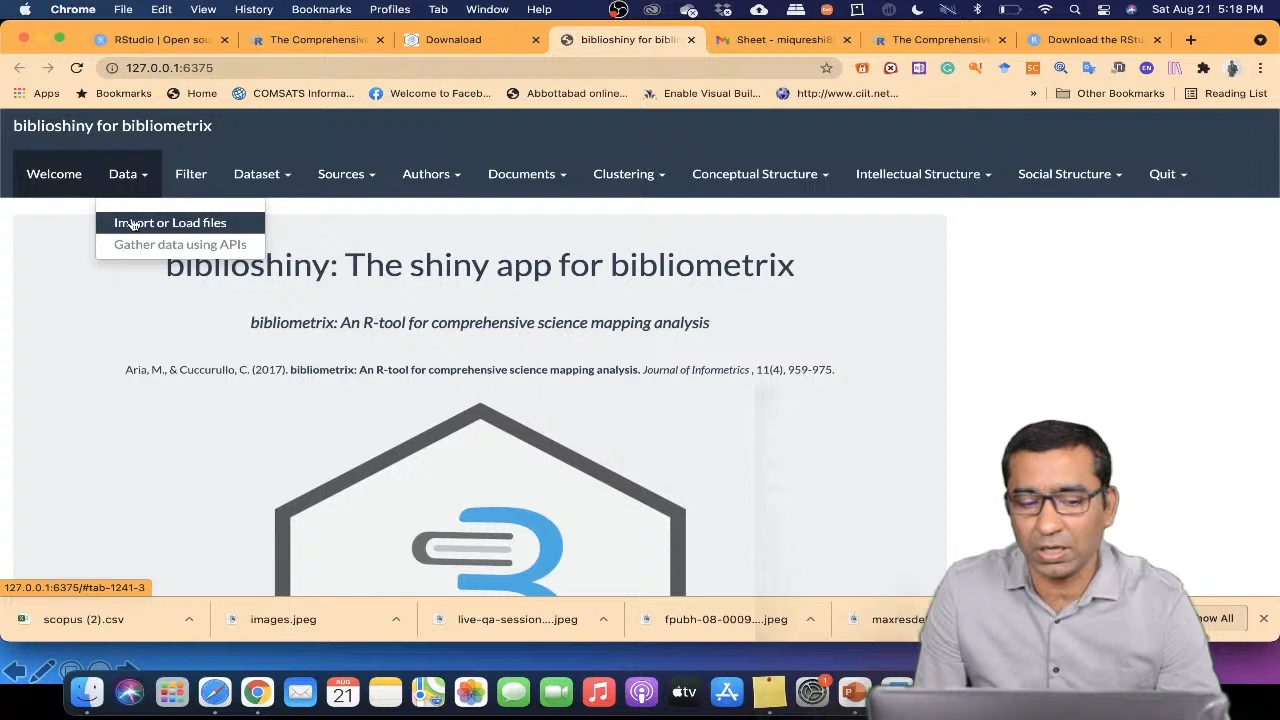 Chrome File Edit View History Bookmarks Profiles Tab Window Help Sat Aug 21 5:18 PM
RStudio | Open sou The Comprehensive Downaload biblioshiny for bibli Sheet - miqureshi8 The Comprehensive Download the RStu
127.0.0.1:6375
Apps Bookmarks Home COMSATS Informa... Welcome to Faceb... Abbottabad online... Enable Visual Buil... http://www.ciit.net... » Other Bookmarks Reading List
biblioshiny for bibliometrix
Welcome Data Filter Dataset Sources Authors Documents Clustering Conceptual Structure Intellectual Structure Social Structure Quit
Import or Load files
Gather data using APIs
biblioshiny: The shiny app for bibliometrix
bibliometrix: An R-tool for comprehensive science mapping analysis
Aria, M., & Cuccurullo, C. (2017). bibliometrix: An R-tool for comprehensive science mapping analysis. Journal of Informetrics , 11(4), 959-975.
127.0.0.1:6375/#tab-1241-3
scopus (2).csv images.jpeg live-qa-session....jpeg fpubh-08-0009....jpeg maxresde All
AUG
21
tv
1